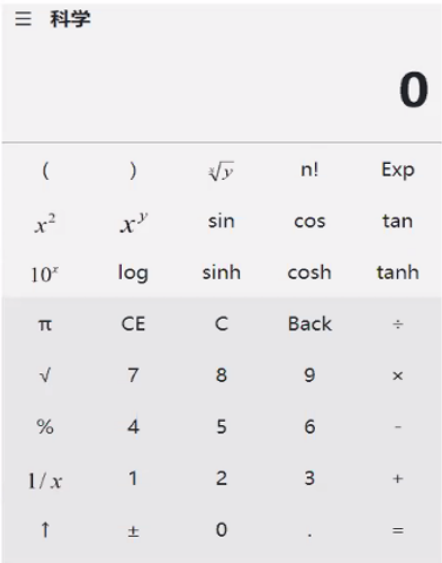 ☰ 科学
0
( ) ˣ√y n! Exp
x² xʸ sin cos tan
10ˣ log sinh cosh tanh
π CE C Back ÷
√ 7 8 9 ×
% 4 5 6 -
1/x 1 2 3 +
↑ ± 0 . =